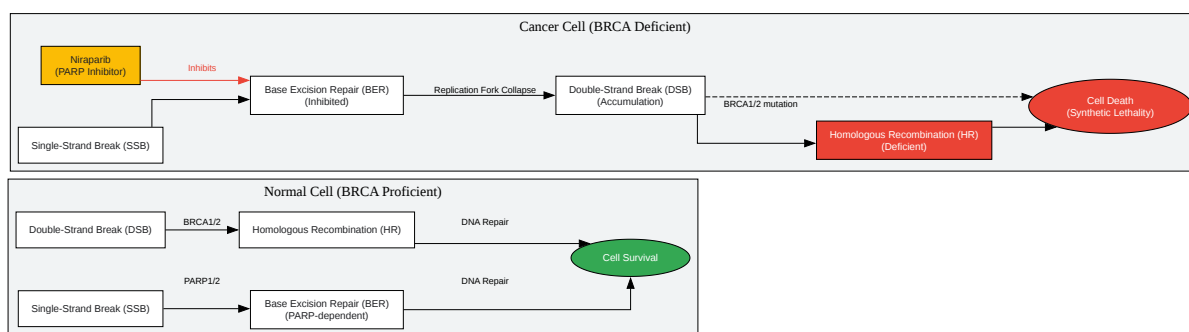 Cancer Cell (BRCA Deficient)
Niraparib
(PARP Inhibitor)
Inhibits
Base Excision Repair (BER)
(Inhibited)
Replication Fork Collapse
Double-Strand Break (DSB)
(Accumulation)
BRCA1/2 mutation
Cell Death
(Synthetic Lethality)
Single-Strand Break (SSB)
Homologous Recombination (HR)
(Deficient)
Normal Cell (BRCA Proficient)
Double-Strand Break (DSB)
BRCA1/2
Homologous Recombination (HR)
DNA Repair
Cell Survival
Single-Strand Break (SSB)
PARP1/2
Base Excision Repair (BER)
(PARP-dependent)
DNA Repair